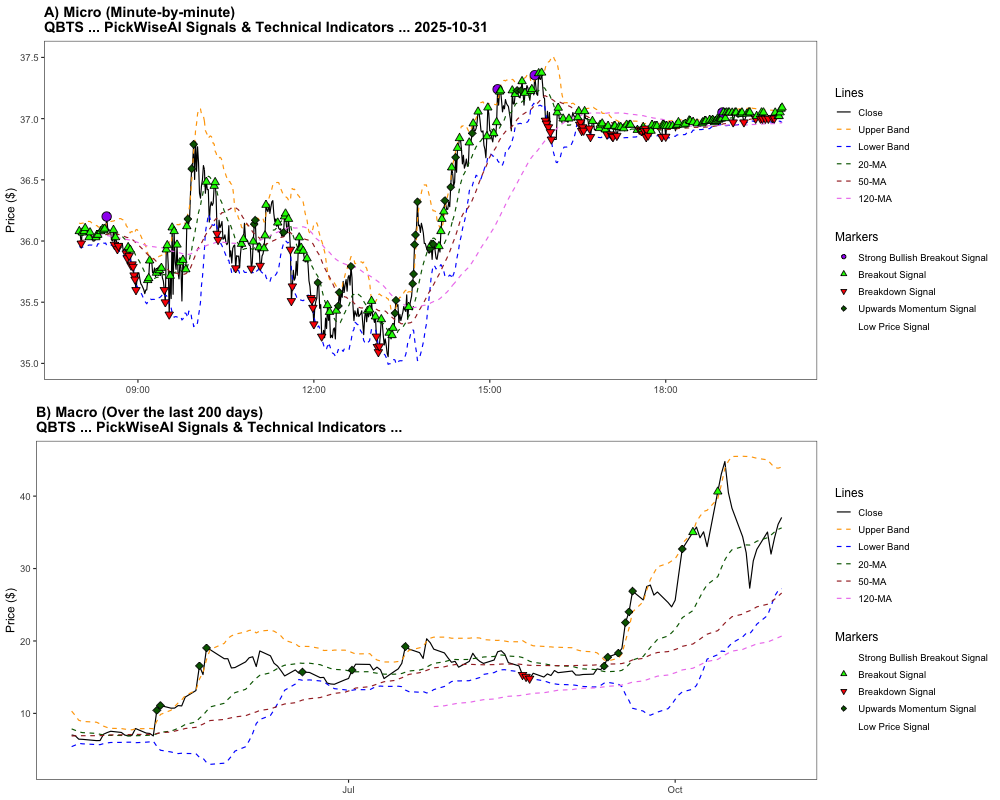 A) Micro (Minute-by-minute)
QBTS ... PickWiseAI Signals & Technical Indicators ... 2025-10-31
Price ($)
37.5
37.0
36.5
36.0
35.5
35.0
09:00
12:00
15:00
18:00
Lines
Close
Upper Band
Lower Band
20-MA
50-MA
120-MA
Markers
Strong Bullish Breakout Signal
Breakout Signal
Breakdown Signal
Upwards Momentum Signal
Low Price Signal
B) Macro (Over the last 200 days)
QBTS ... PickWiseAI Signals & Technical Indicators ...
Price ($)
40
30
20
10
Jul
Oct
Lines
Close
Upper Band
Lower Band
20-MA
50-MA
120-MA
Markers
Strong Bullish Breakout Signal
Breakout Signal
Breakdown Signal
Upwards Momentum Signal
Low Price Signal